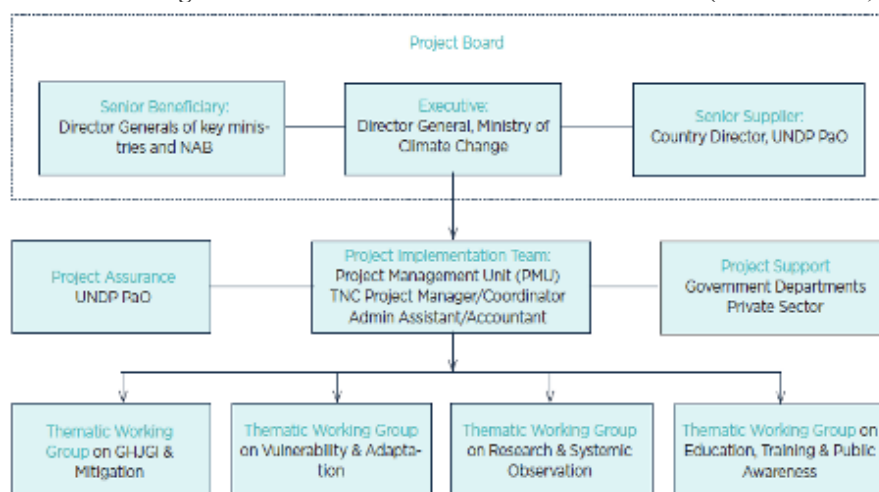 Project Board
Senior Beneficiary:
Director Generals of key minis-
tries and NAB
Executive:
Director General, Ministry of
Climate Change
Senior Supplier:
Country Director, UNDP PaO
Project Assurance
UNDP PaO
Project Implementation Team:
Project Management Unit (PMU)
TNC Project Manager/Coordinator
Admin Assistant/Accountant
Project Support
Government Departments
Private Sector
Thematic Working
Group on GHJGI &
Mitigation
Thematic Working Group
on Vulnerability & Adapta-
tion
Thematic Working Group
on Research & Systemic
Observation
Thematic Working Group on
Education, Training & Public
Awareness